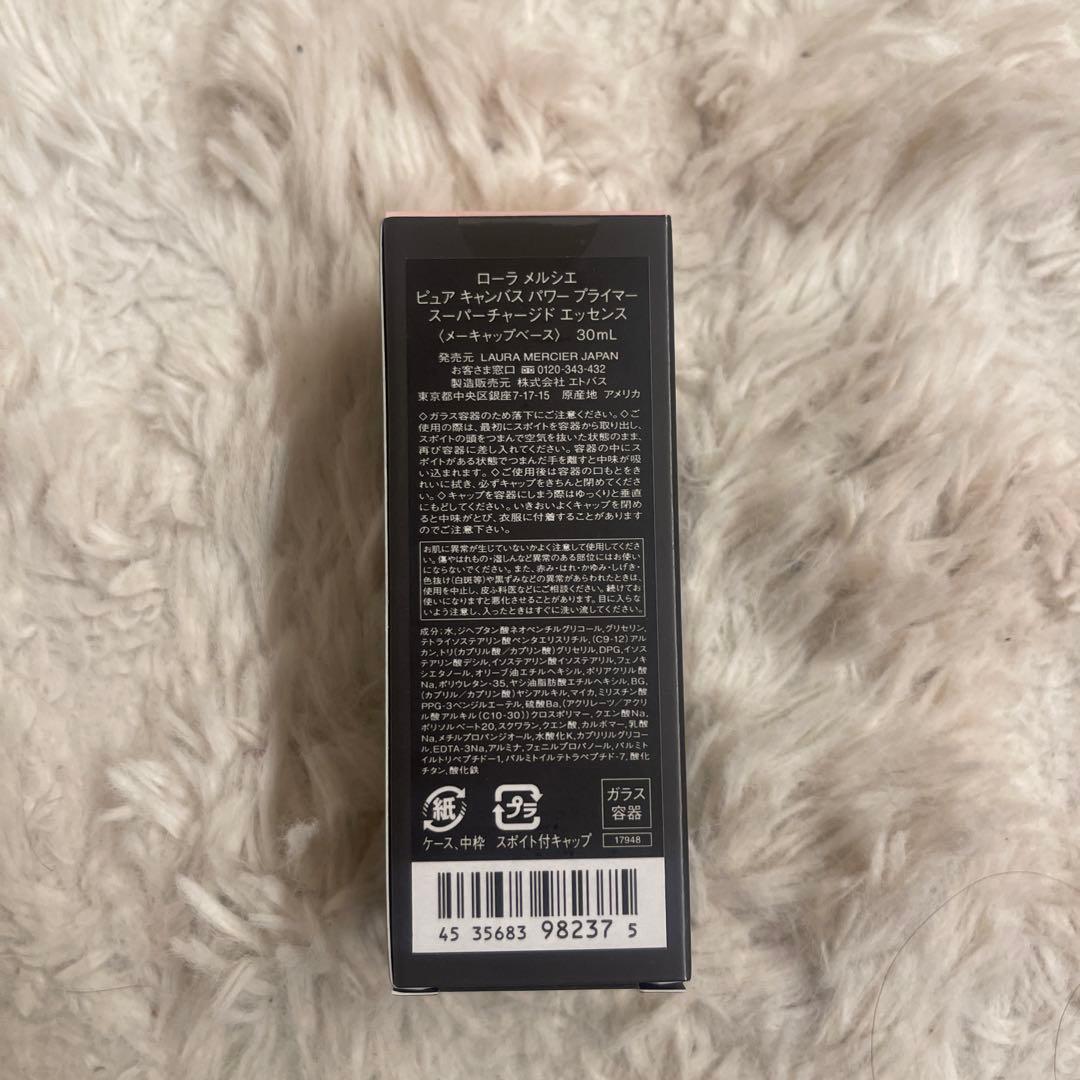 ローラ メルシエ
ピュア キャンバス パワー プライマー
スーパーチャージド エッセンス
〈メーキャップベース〉 30mL
発売元 LAURA MERCIER JAPAN
お客さま窓口 0120-343-432
製造販売元 株式会社 エトバス
東京都中央区銀座7-17-15 原産地 アメリカ
◇ガラス容器のため落下にご注意ください。◇ご
使用の際は、最初にスポイトを容器から取り出し、
スポイトの頭をつまんで空気を抜いた状態のまま、
再び容器に差し入れてください。容器の中にス
ポイトがある状態でつまんだ手を離すと中味が吸
い込まれます。◇ご使用後は容器の口もとをき
れいに拭き、必ずキャップをきちんと閉めてくだ
さい。◇キャップを容器にしまう際はゆっくりと垂直
にもどしてください。いきおいよくキャップを閉め
ると中味がとび、衣服に付着することがあります
のでご注意下さい。
お肌に異常が生じていないかよく注意して使用してくださ
い。傷やはれもの・湿しんなど異常のある部位にはお使い
にならないでください。また、赤み・はれ・かゆみ・しげき・
色抜け(白斑等)や黒ずみなどの異常があらわれたときは、
使用を中止し、皮ふ科医などにご相談ください。続けてお
使いになりますと悪化させることがあります。目に入らな
いよう注意し、入ったときはすぐに洗い流してください。
成分:水、ジヘプタン酸ネオペンチルグリコール、グリセリン、
テトライソステアリン酸ペンタエリスリチル、(C9-12)アル
カン、トリ(カプリル酸/カプリン酸)グリセリル、DPG、イソス
テアリン酸デシル、イソステアリン酸イソステアリル、フェノキ
シエタノール、オリーブ油エチルヘキシル、ポリアクリル酸
Na、ポリウレタン-35、ヤシ油脂肪酸エチルヘキシル、BG、
(カプリル/カプリン酸)ヤシアルキル、マイカ、ミリスチン酸
PPG-3ベンジルエーテル、硫酸Ba、(アクリレーツ/アクリ
ル酸アルキル(C10-30))クロスポリマー、クエン酸Na、
ポリソルベート20、スクワラン、クエン酸、カルボマー、乳酸
Na、メチルプロパンジオール、水酸化K、カプリリルグリコー
ル、EDTA-3Na、アルミナ、フェニルプロパノール、パルミト
イルトリペプチド-1、パルミトイルテトラペプチド-7、酸化
チタン、酸化鉄
紙 プラ ガラス
容器
ケース、中枠 スポイト付キャップ 17948
45 35683 98237 5